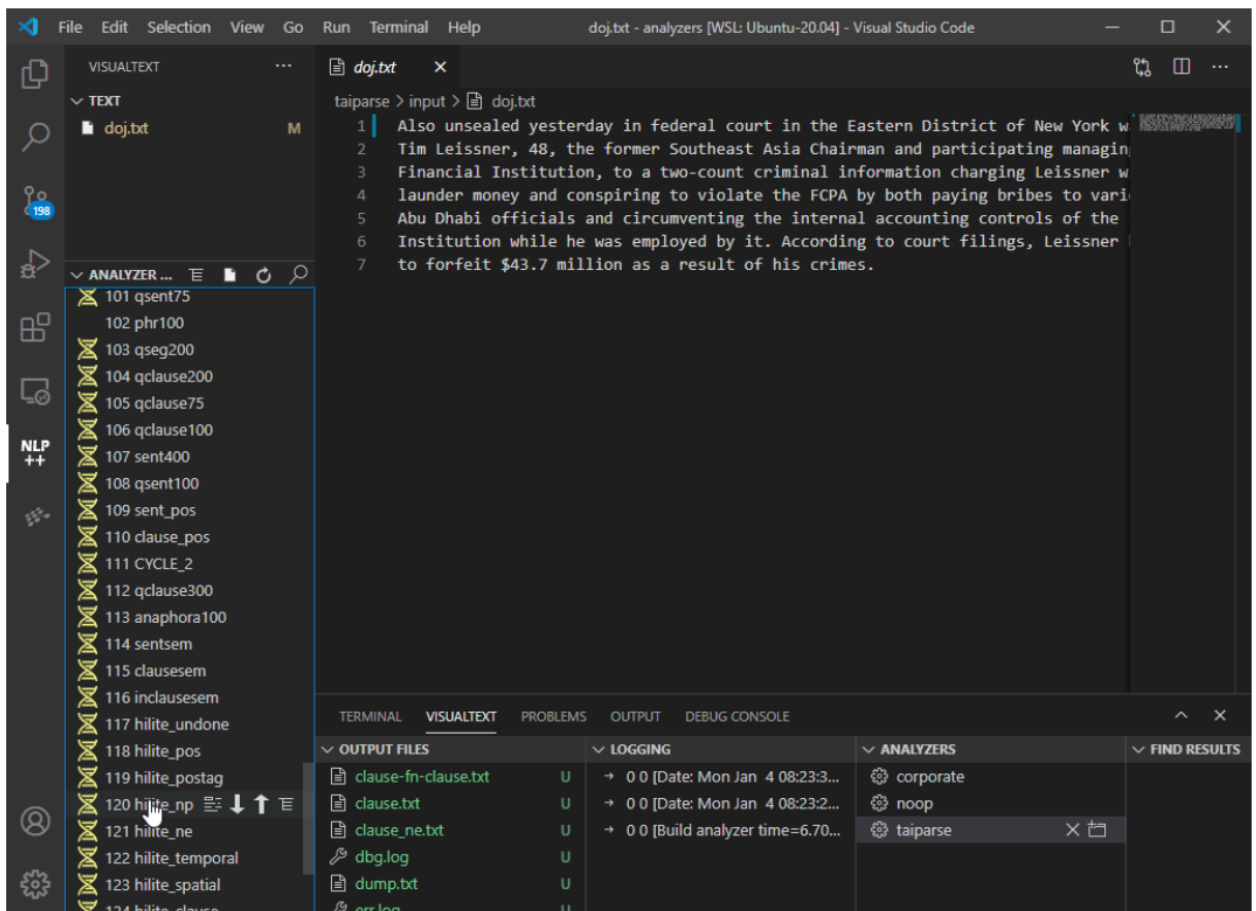 File Edit Selection View Go Run Terminal Help doj.txt - analyzers [WSL: Ubuntu-20.04] - Visual Studio Code
VISUALTEXT ...
TEXT
doj.txt M
198
NLP
++
ANALYZER ...
101 qsent75
102 phr100
103 qseg200
104 qclause200
105 qclause75
106 qclause100
107 sent400
108 qsent100
109 sent_pos
110 clause_pos
111 CYCLE_2
112 qclause300
113 anaphora100
114 sentsem
115 clausesem
116 inclausesem
117 hilite_undone
118 hilite_pos
119 hilite_postag
120 hilite_np
121 hilite_ne
122 hilite_temporal
123 hilite_spatial
124 hilite_clause
doj.txt
taiparse > input > doj.txt
1 Also unsealed yesterday in federal court in the Eastern District of New York w
2 Tim Leissner, 48, the former Southeast Asia Chairman and participating managin
3 Financial Institution, to a two-count criminal information charging Leissner w
4 launder money and conspiring to violate the FCPA by both paying bribes to vari
5 Abu Dhabi officials and circumventing the internal accounting controls of the
6 Institution while he was employed by it. According to court filings, Leissner
7 to forfeit $43.7 million as a result of his crimes.
TERMINAL VISUALTEXT PROBLEMS OUTPUT DEBUG CONSOLE
OUTPUT FILES
clause-fn-clause.txt U
clause.txt U
clause_ne.txt U
dbg.log U
dump.txt U
err.log U
LOGGING
0 0 [Date: Mon Jan 4 08:23:3...
0 0 [Date: Mon Jan 4 08:23:2...
0 0 [Build analyzer time=6.70...
ANALYZERS
corporate
noop
taiparse
FIND RESULTS